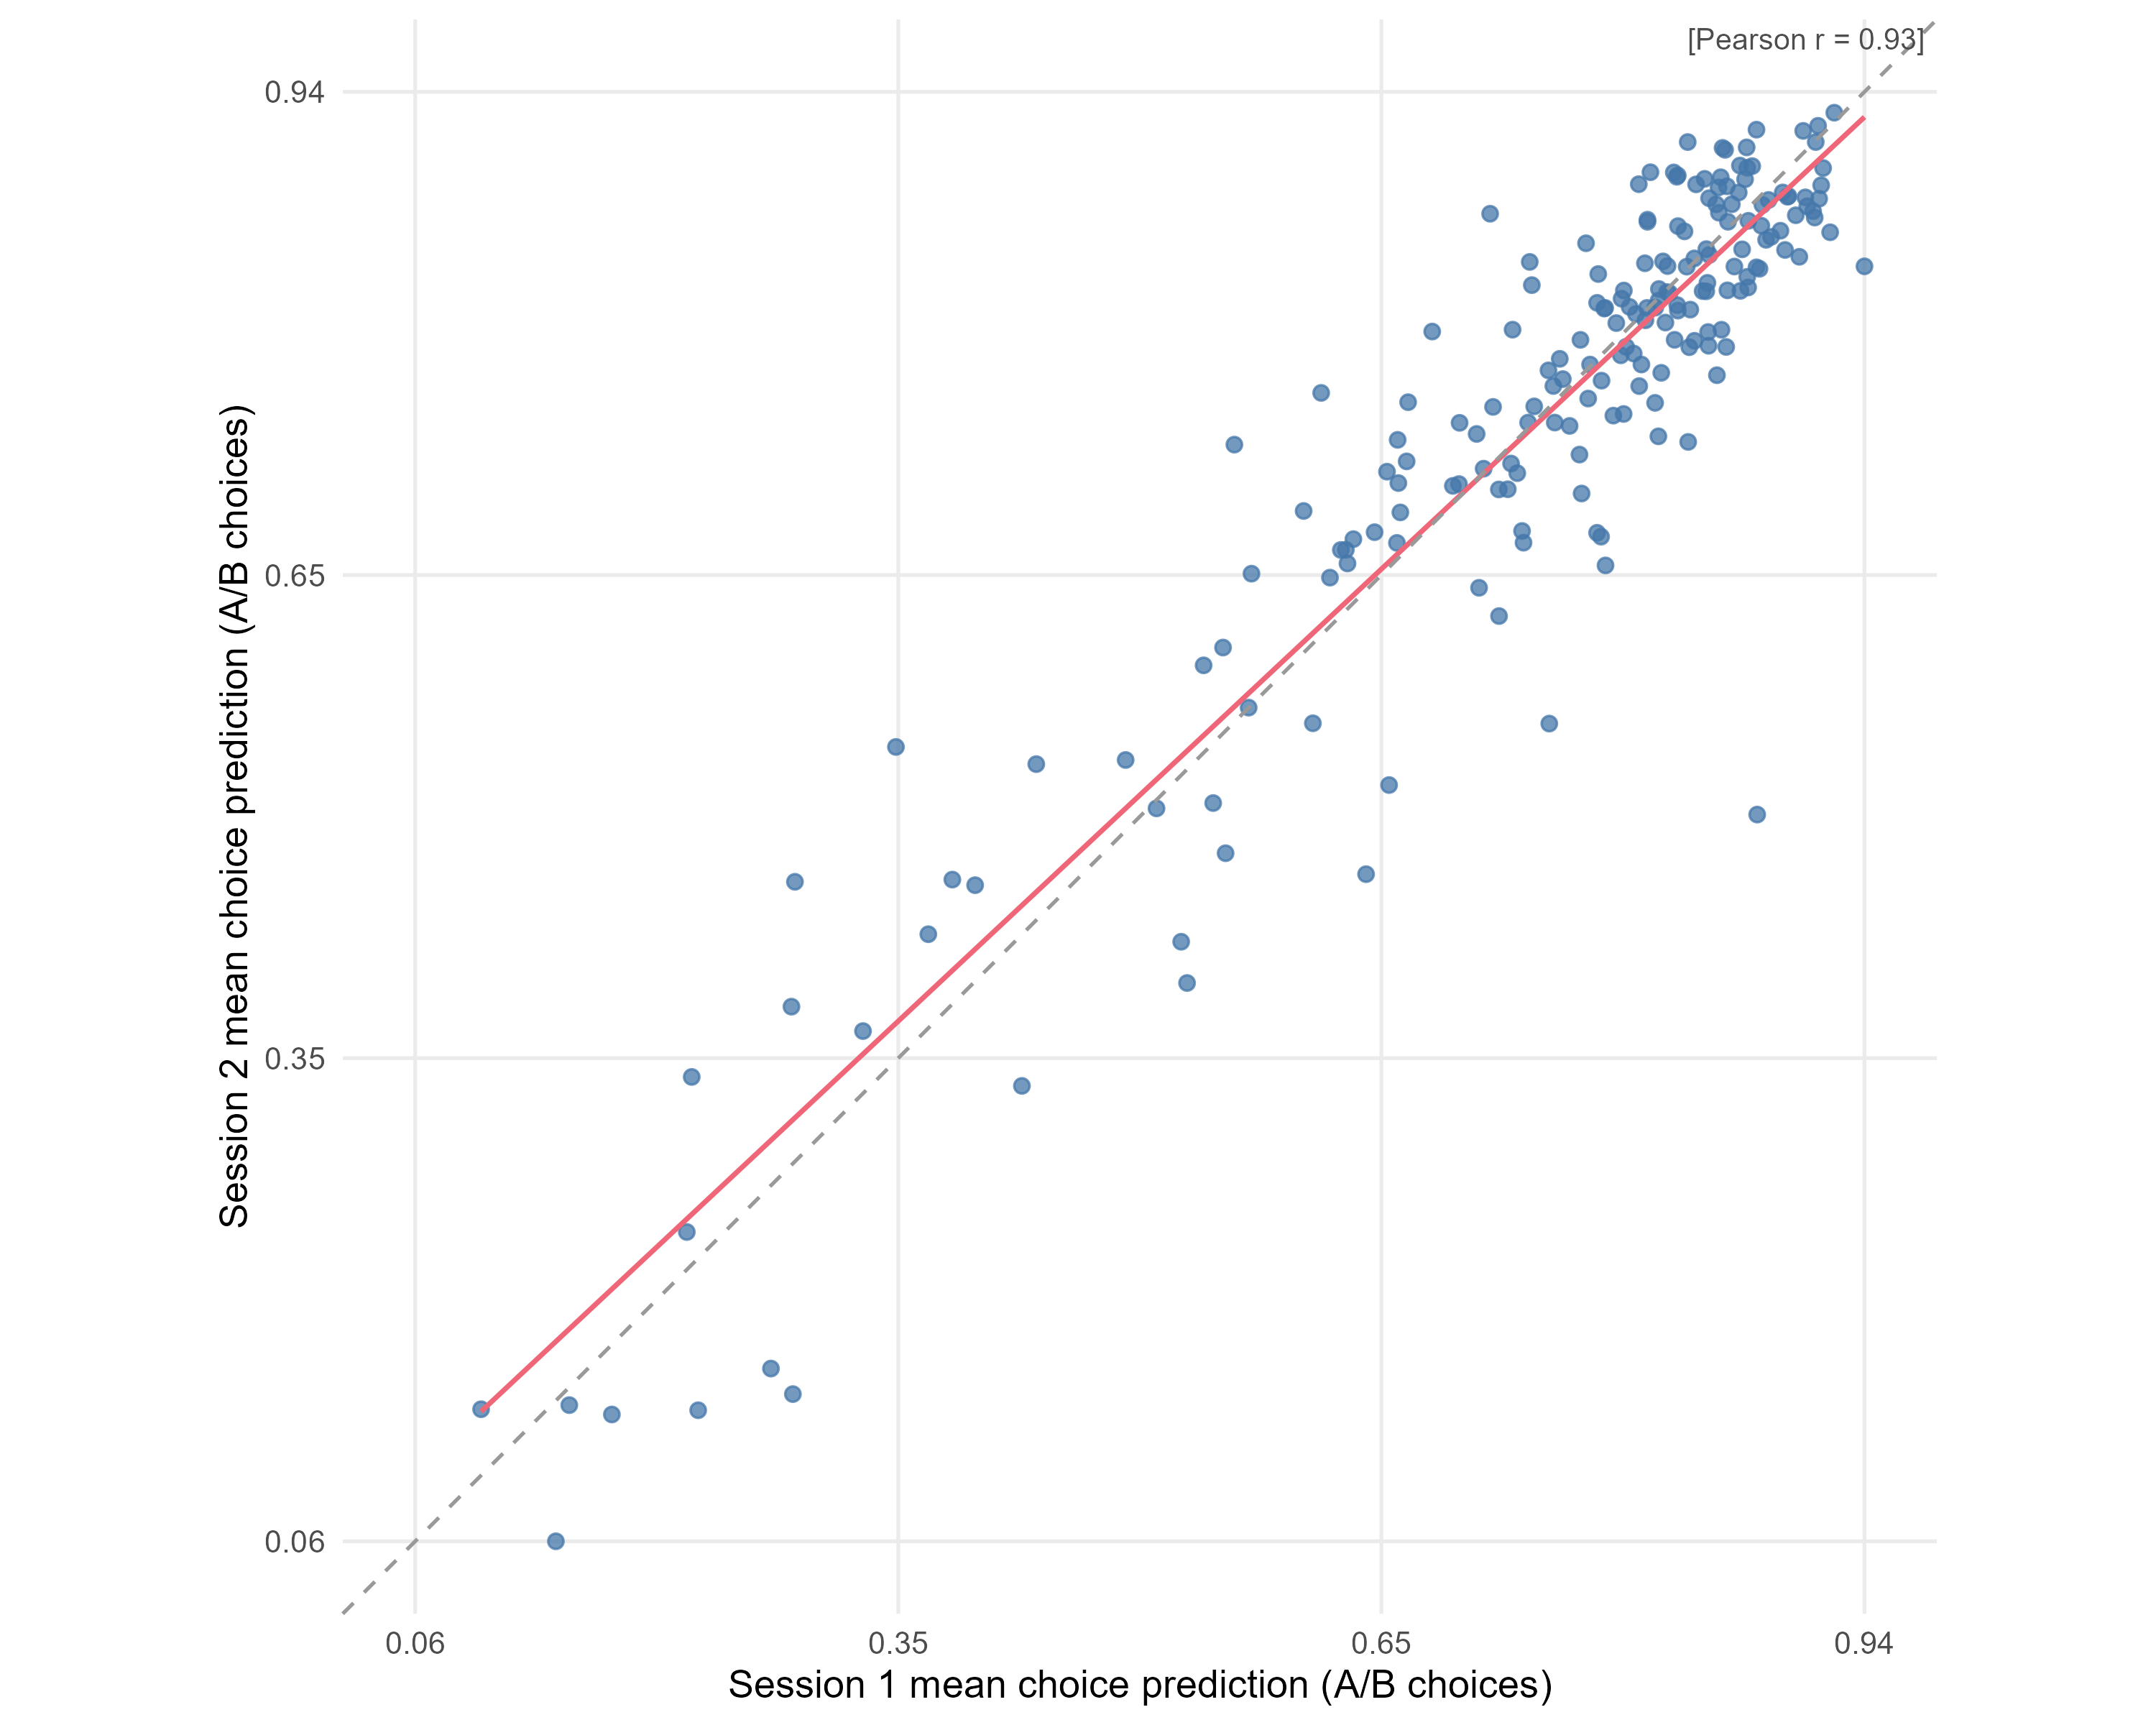 [Pearson r = 0.93]
0.94
0.65
0.35
0.06
Session 2 mean choice prediction (A/B choices)
0.06 0.35 0.65 0.94
Session 1 mean choice prediction (A/B choices)